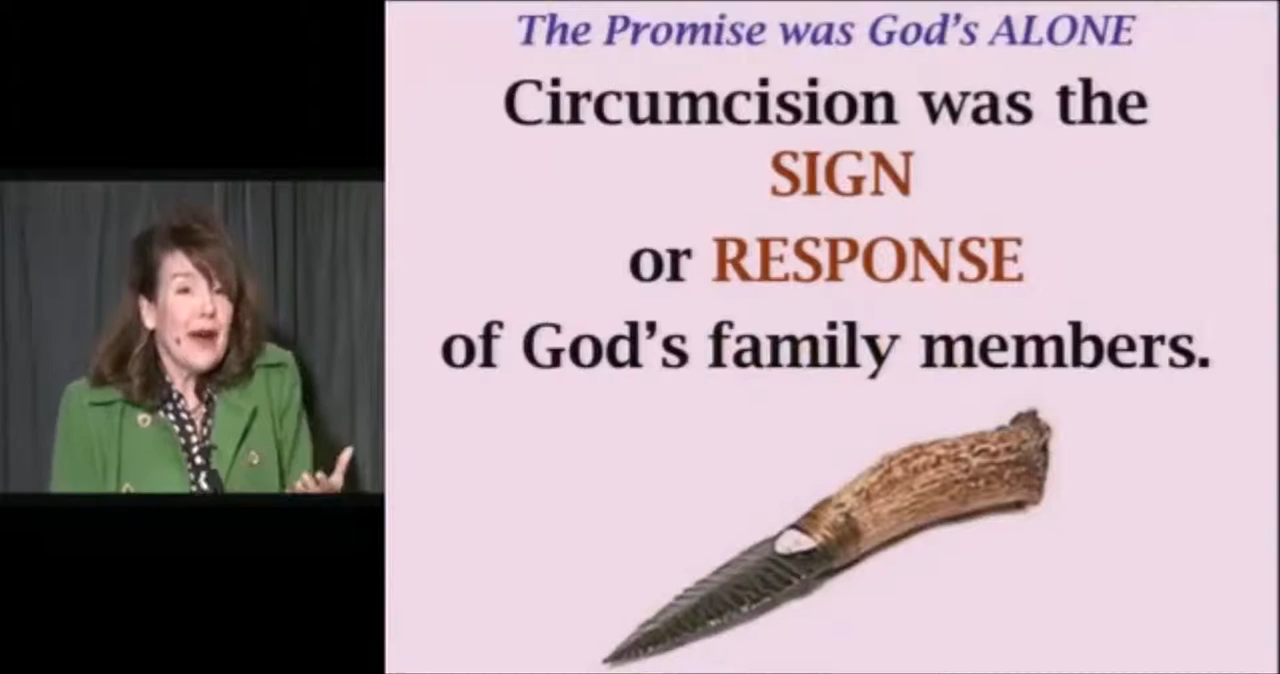 The Promise was God's ALONE
Circumcision was the
SIGN
or RESPONSE
of God's family members.